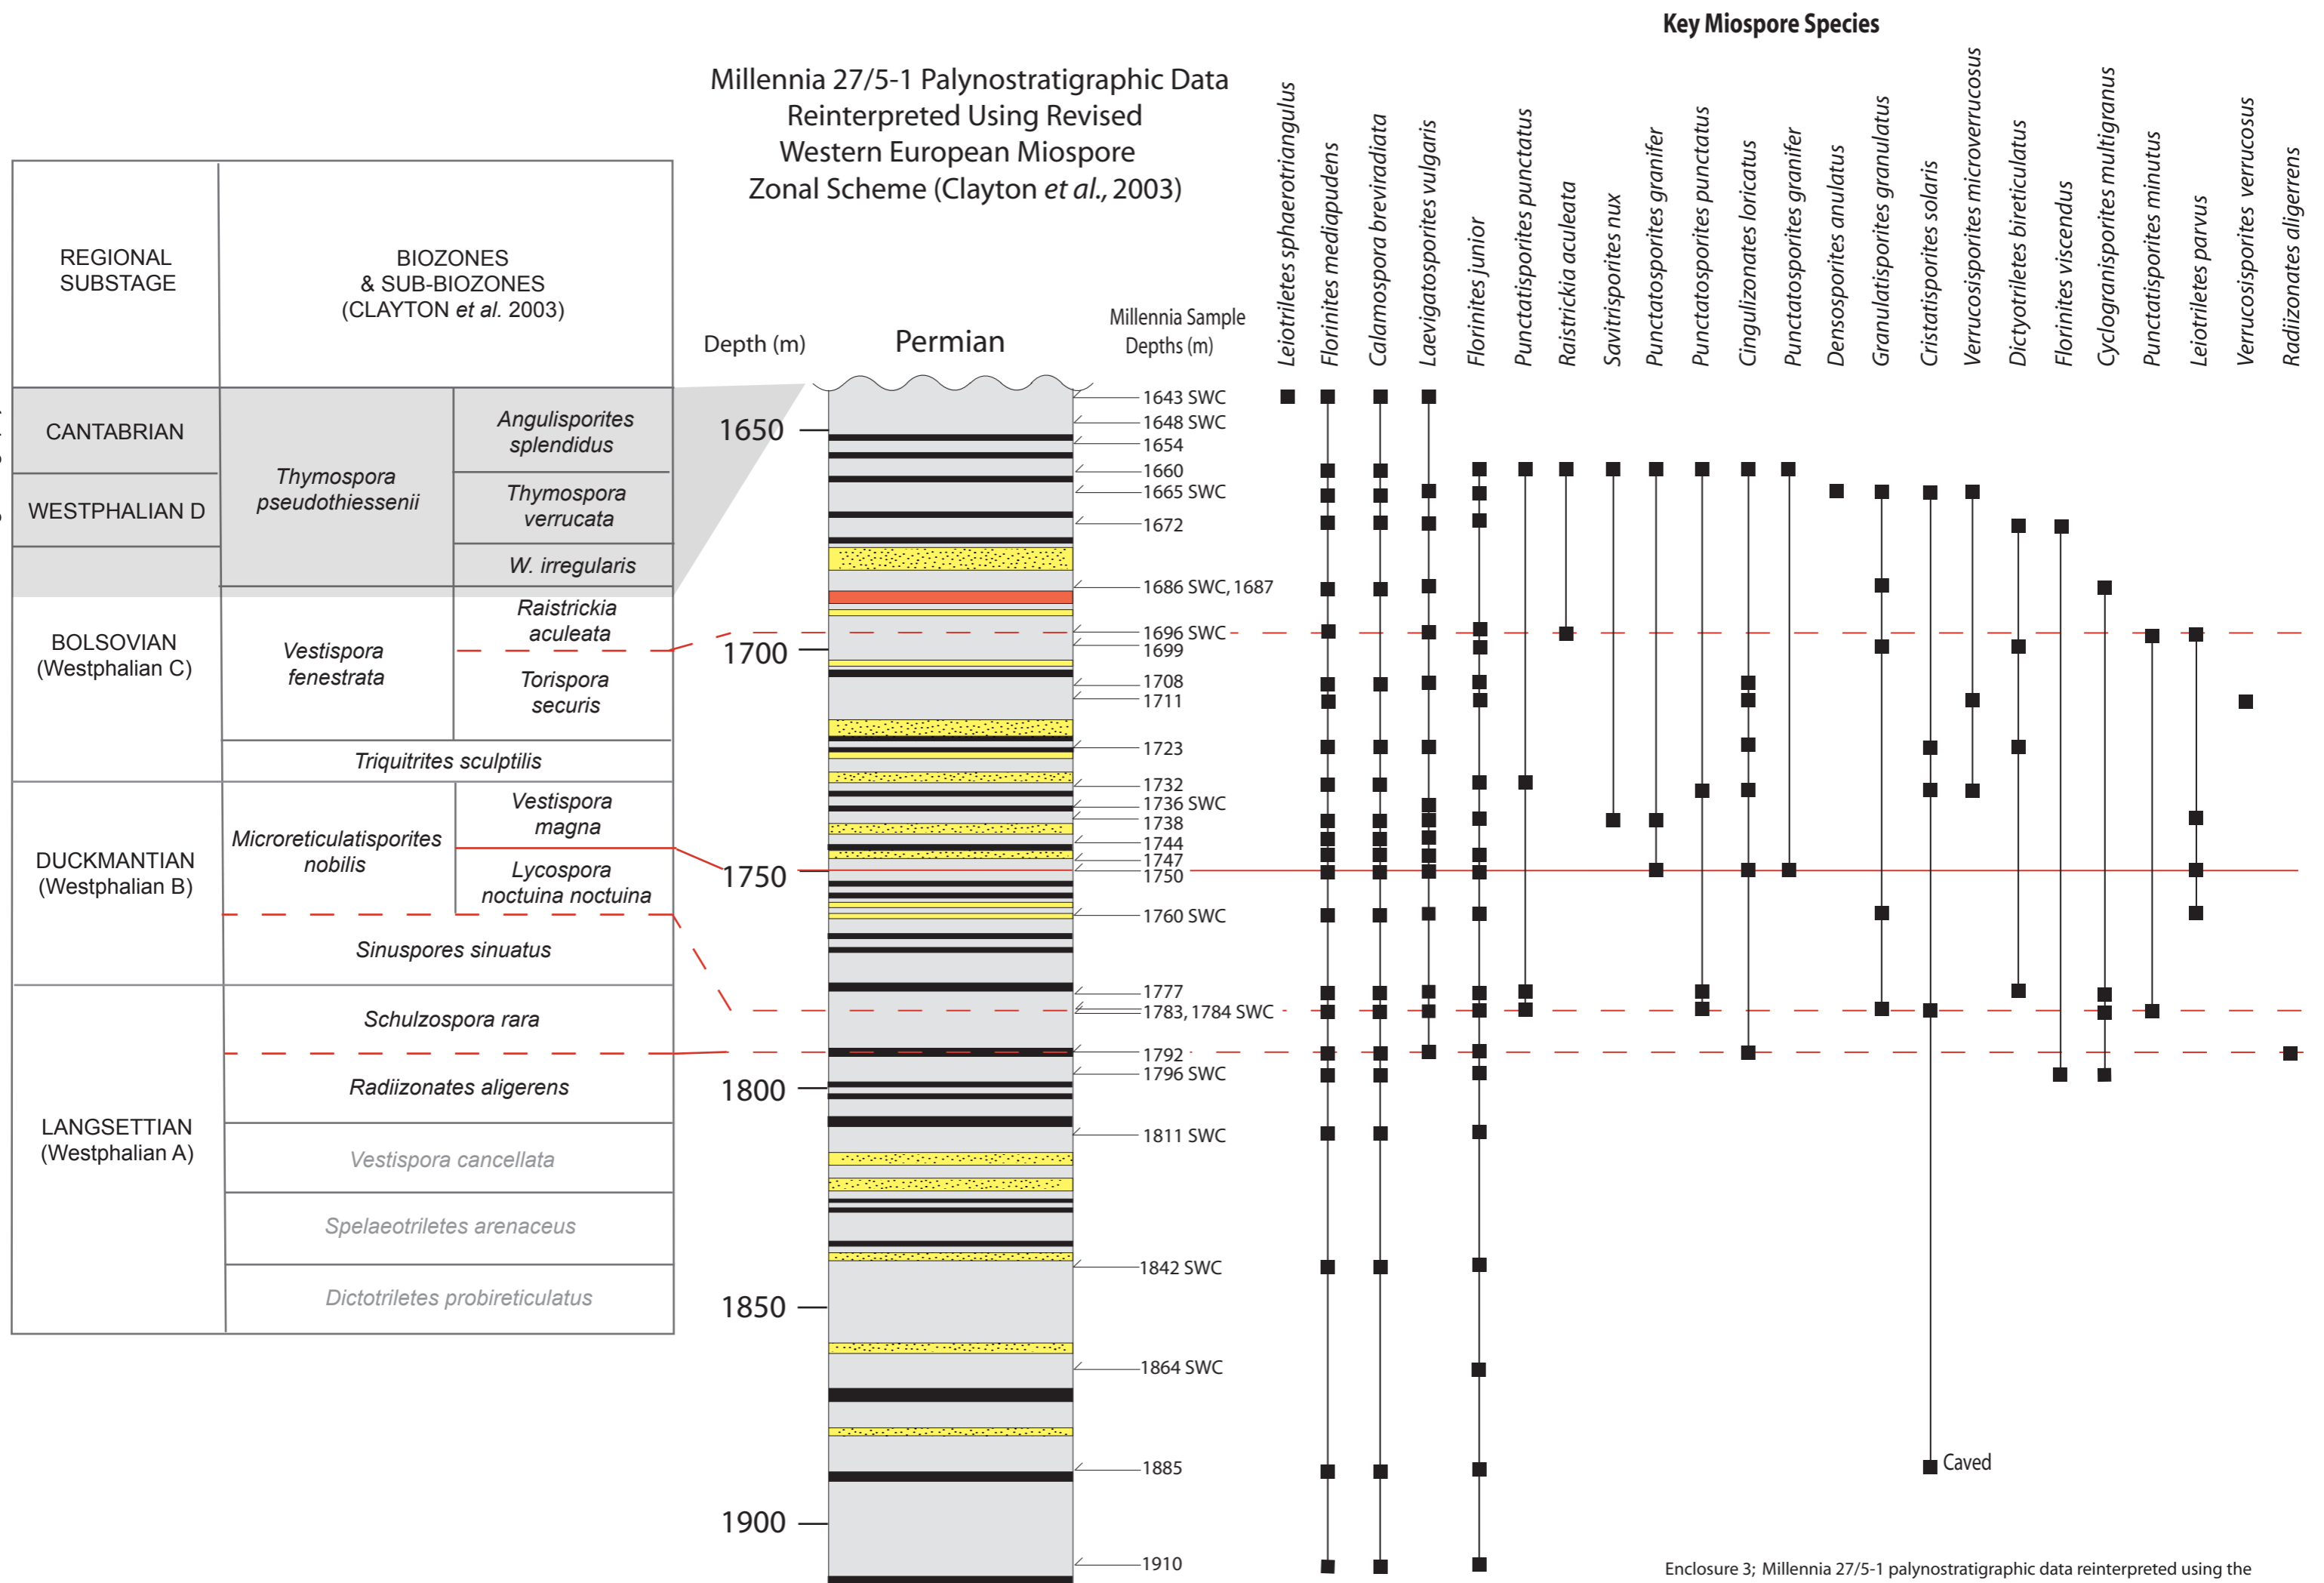 Key Miospore Species
Millennia 27/5-1 Palynostratigraphic Data
Reinterpreted Using Revised
Western European Miospore
Zonal Scheme (Clayton et al., 2003)
Leiotriletes sphaerotriangulus
Florinites mediapudens
Calamospora breviradiata
Laevigatosporites vulgaris
Florinites junior
Punctatisporites punctatus
Raistrickia aculeata
Savitrisporites nux
Punctatosporites granifer
Punctatosporites punctatus
Cingulizonates loricatus
Punctatosporites granifer
Densosporites anulatus
Granulatisporites granulatus
Cristatisporites solaris
Verrucosisporites microverrucosus
Dictyotriletes bireticulatus
Florinites viscendus
Cyclogranisporites multigranus
Punctatisporites minutus
Leiotriletes parvus
Verrucosisporites verrucosus
Radiizonates aligerrens
REGIONAL
SUBSTAGE
BIOZONES
& SUB-BIOZONES
(CLAYTON et al. 2003)
CANTABRIAN
WESTPHALIAN D
BOLSOVIAN
(Westphalian C)
DUCKMANTIAN
(Westphalian B)
LANGSETTIAN
(Westphalian A)
Thymospora
pseudothiessenii
Angulisporites
splendidus
Thymospora
verrucata
W. irregularis
Vestispora
fenestrata
Raistrickia
aculeata
Torispora
securis
Triquitrites sculptilis
Microreticulatisporites
nobilis
Vestispora
magna
Lycospora
noctuina noctuina
Sinuspores sinuatus
Schulzospora rara
Radiizonates aligerens
Vestispora cancellata
Spelaeotriletes arenaceus
Dictotriletes probireticulatus
Depth (m)
Permian
Millennia Sample
Depths (m)
1650
1700
1750
1800
1850
1900
1643 SWC
1648 SWC
1654
1660
1665 SWC
1672
1686 SWC, 1687
1696 SWC
1699
1708
1711
1723
1732
1736 SWC
1738
1744
1747
1750
1760 SWC
1777
1783, 1784 SWC
1792
1796 SWC
1811 SWC
1842 SWC
1864 SWC
1885
1910
Caved
Enclosure 3; Millennia 27/5-1 palynostratigraphic data reinterpreted using the